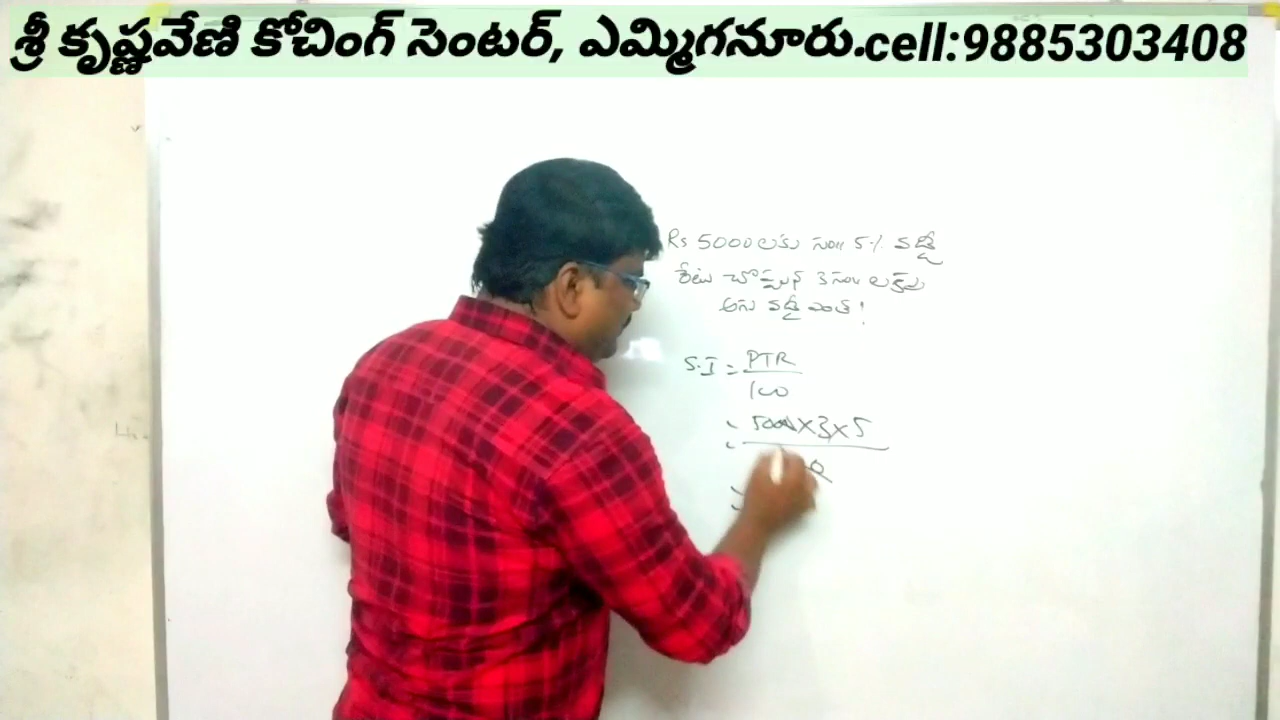 శ్రీ కృష్ణవేణి కోచింగ్ సెంటర్, ఎమ్మిగనూరు.cell:9885303408
Rs 5000 లకు సం॥ 5% వడ్డీ
రేటు చొప్పున 3 సం॥లకు
అగు వడ్డీ ఎంత !
S.I = PTR
100
= 5000 × 3 × 5